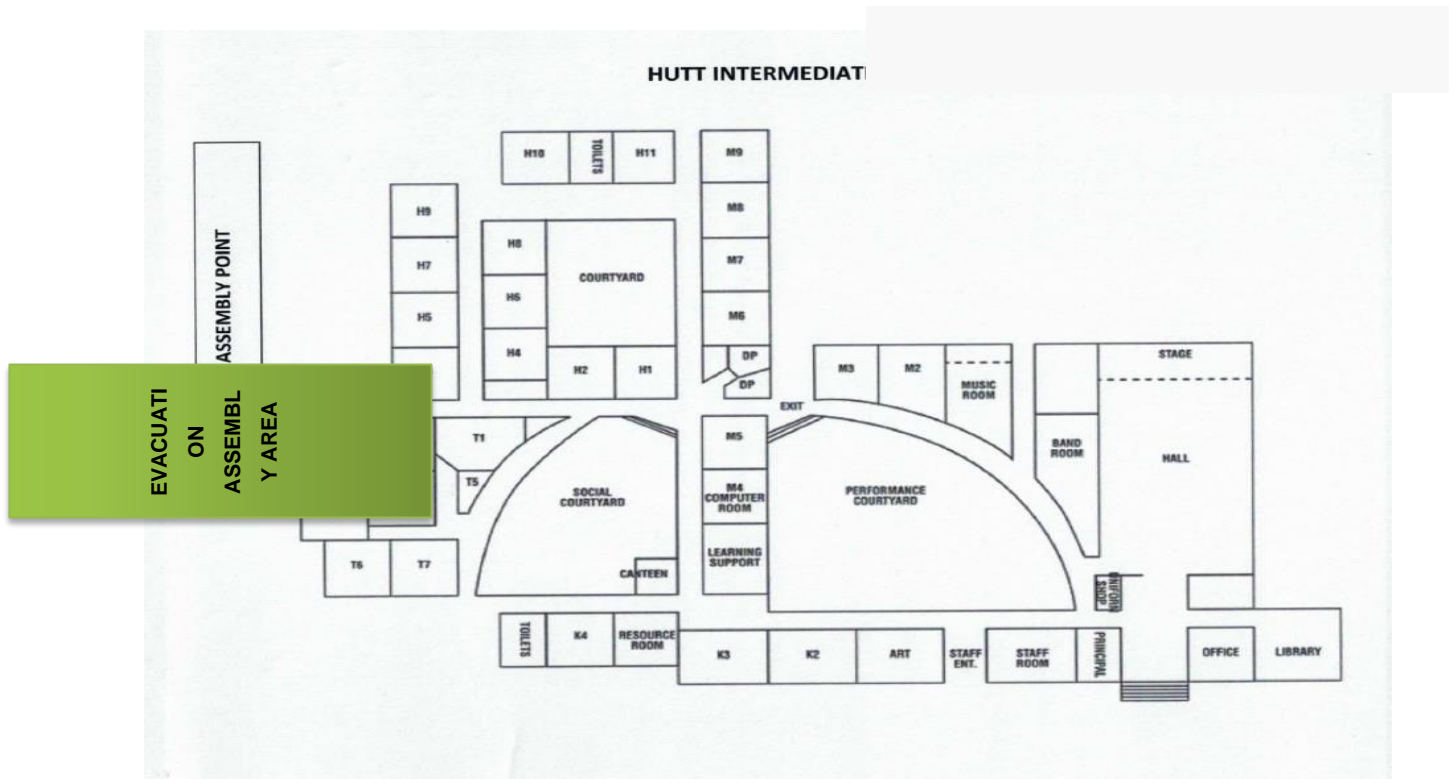 HUTT INTERMEDIAT
H10
TOILETS
H11
M9
H9
M8
H8
COURTYARD
H7
M7
ASSEMBLY POINT
H6
H5
M6
H4
H2
H1
DP
DP
M3
M2
MUSIC
ROOM
STAGE
EXIT
EVACUATI
ON
ASSEMBL
Y AREA
T1
T5
SOCIAL
COURTYARD
M5
M4
COMPUTER
ROOM
LEARNING
SUPPORT
PERFORMANCE
COURTYARD
BAND
ROOM
HALL
T6
T7
CANTEEN
UNIFORM
SHOP
TOILETS
K4
RESOURCE
ROOM
K3
K2
ART
STAFF
ENT.
STAFF
ROOM
PRINCIPAL
OFFICE
LIBRARY